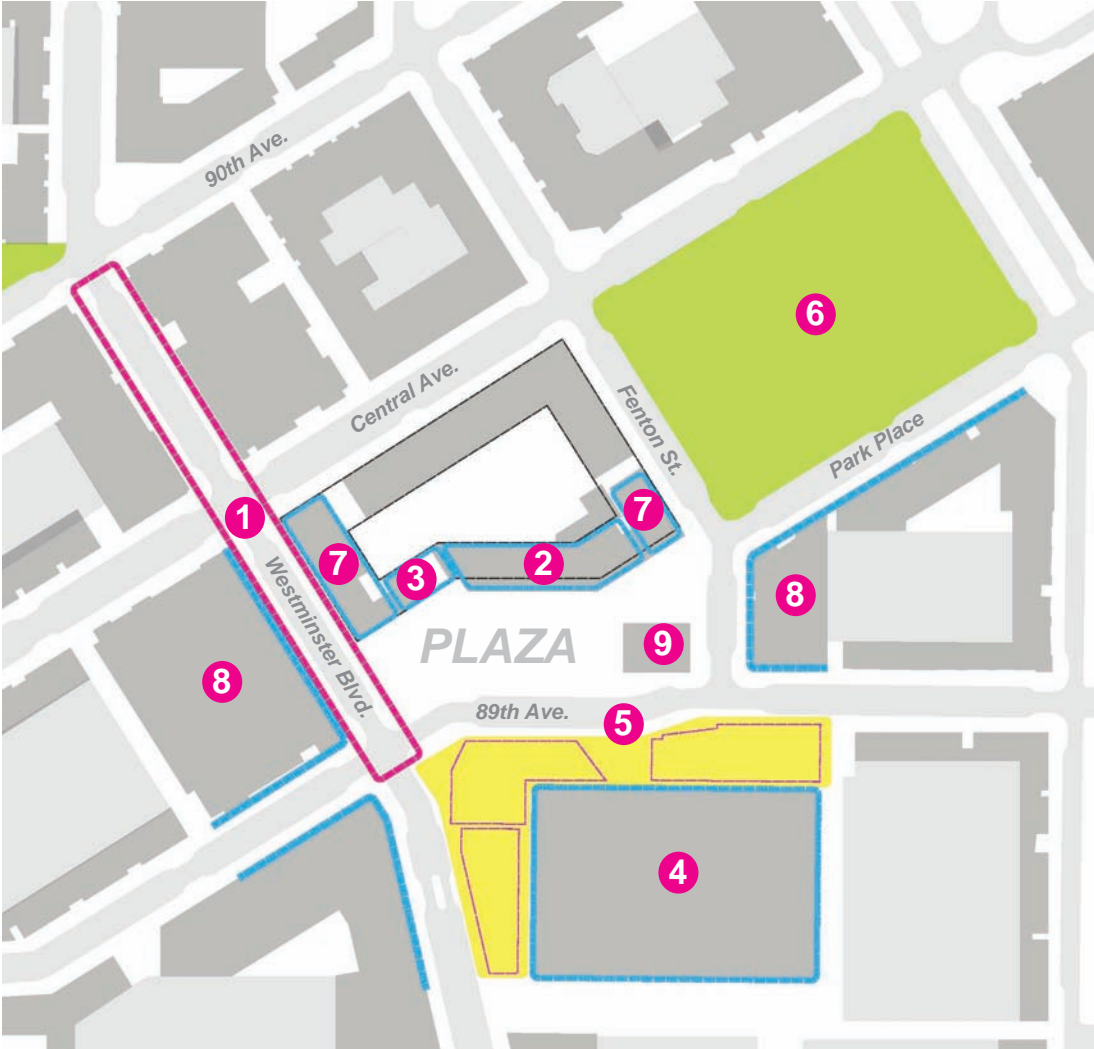 90th Ave.
6
Central Ave.
Fenton St.
Park Place
1
7
7
3
2
8
Westminster Blvd.
PLAZA
9
8
89th Ave.
5
4